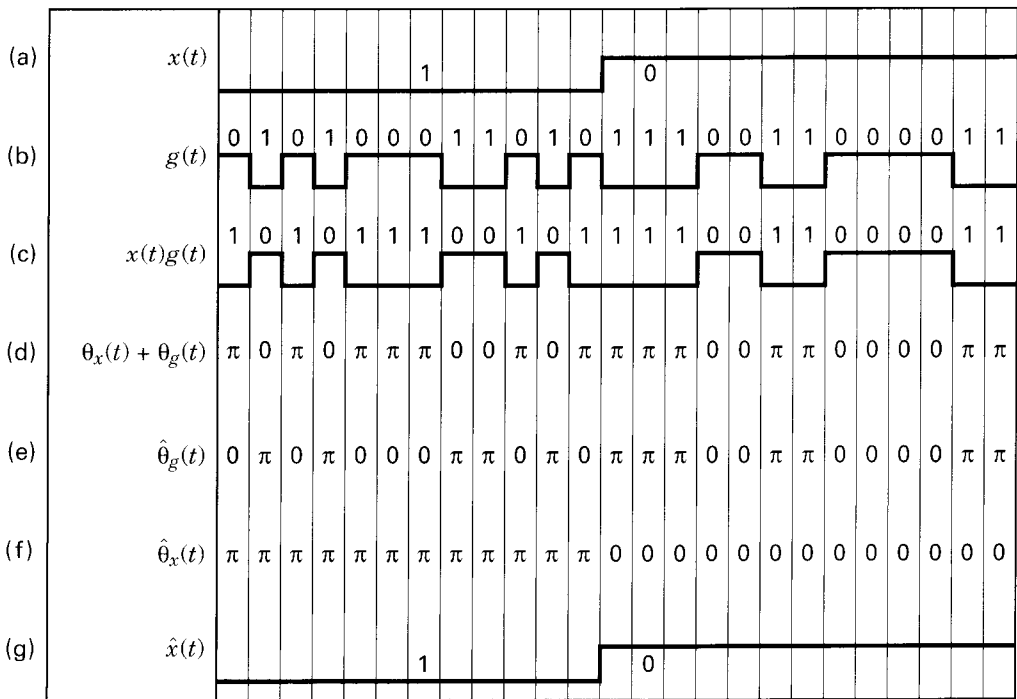 (a) x(t) 1 0
(b) g(t) 0 1 0 1 0 0 0 1 1 0 1 0 1 1 1 0 0 1 1 0 0 0 0 1 1
(c) x(t)g(t) 1 0 1 0 1 1 1 0 0 1 0 1 1 1 1 0 0 1 1 0 0 0 0 1 1
(d) θₓ(t) + θ_g(t) π 0 π 0 π π π 0 0 π 0 π π π π 0 0 π π 0 0 0 0 π π
(e) θ̂_g(t) 0 π 0 π 0 0 0 π π 0 π 0 π π π 0 0 π π 0 0 0 0 π π
(f) θ̂ₓ(t) π π π π π π π π π π π π 0 0 0 0 0 0 0 0 0 0 0 0 0
(g) x̂(t) 1 0